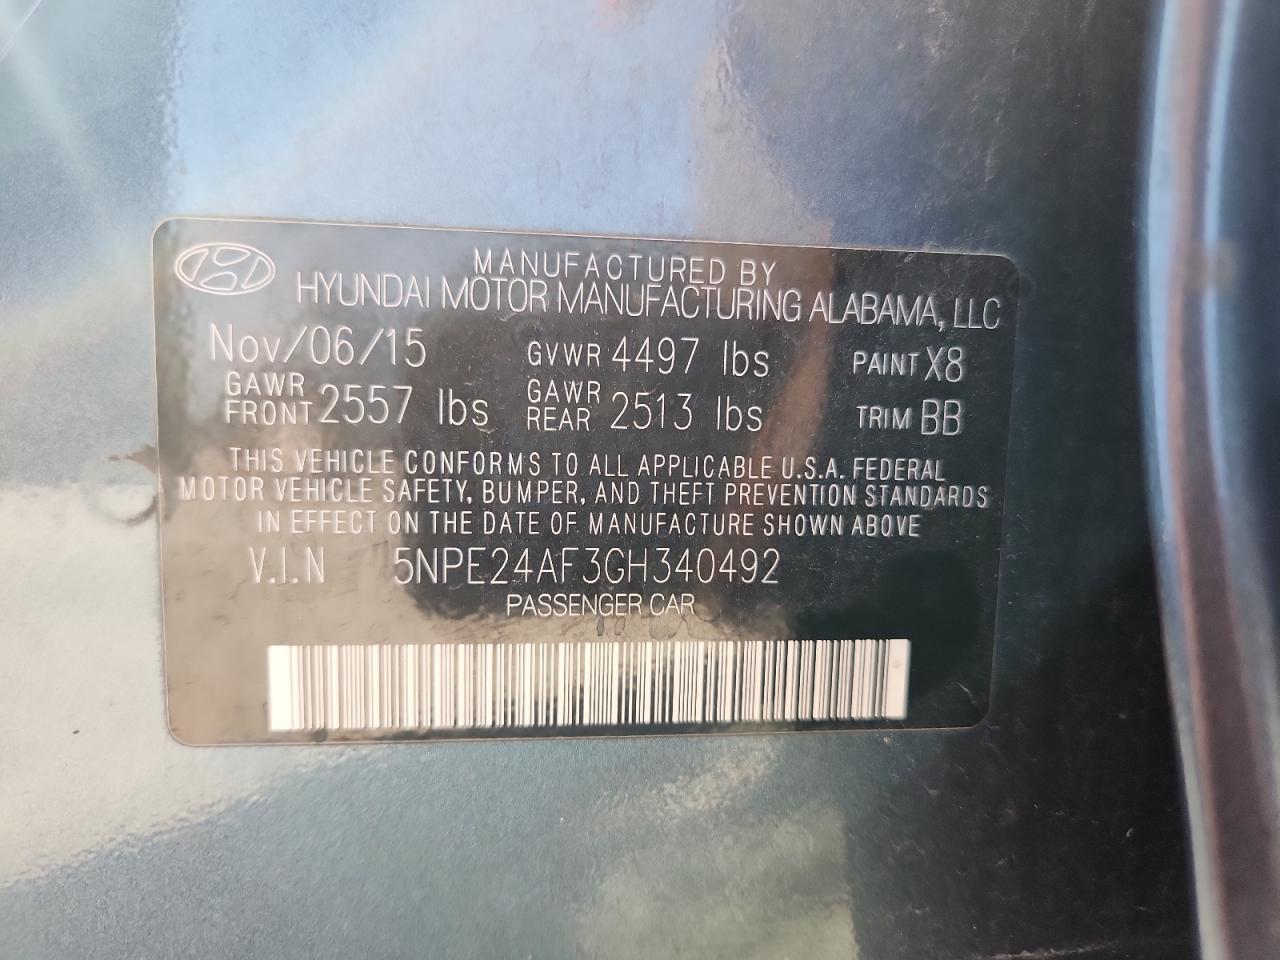 MANUFACTURED BY
HYUNDAI MOTOR MANUFACTURING ALABAMA, LLC
Nov/06/15 GVWR 4497 lbs PAINT X8
GAWR FRONT 2557 lbs GAWR REAR 2513 lbs TRIM BB
THIS VEHICLE CONFORMS TO ALL APPLICABLE U.S.A. FEDERAL
MOTOR VEHICLE SAFETY, BUMPER, AND THEFT PREVENTION STANDARDS
IN EFFECT ON THE DATE OF MANUFACTURE SHOWN ABOVE
V.I.N 5NPE24AF3GH340492
PASSENGER CAR